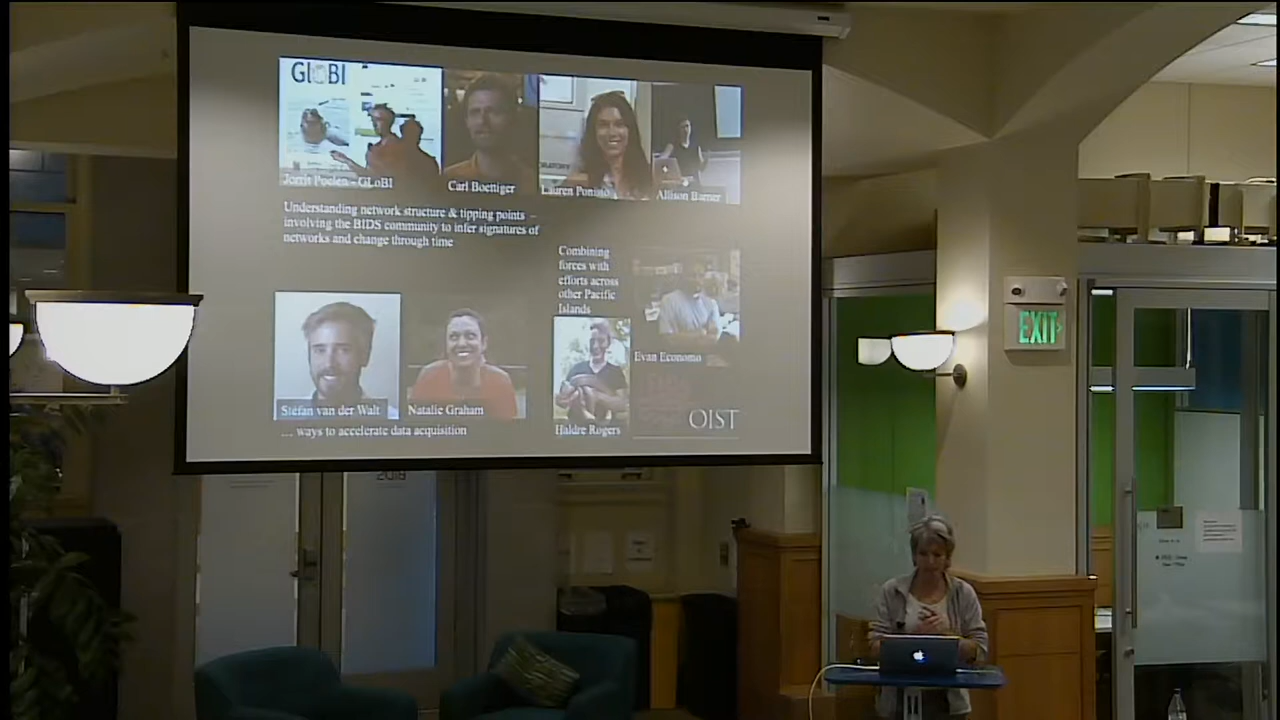 GLOBI
Jorrit Poelen - GLoBI
Carl Boettiger
Lauren Ponisio
Allison Barner
Understanding network structure & tipping points –
involving the BIDS community to infer signatures of
networks and change through time
Combining
forces with
efforts across
other Pacific
Islands
Evan Economo
Stefan van der Walt
Natalie Graham
Haldre Rogers
OIST
... ways to accelerate data acquisition
EXIT